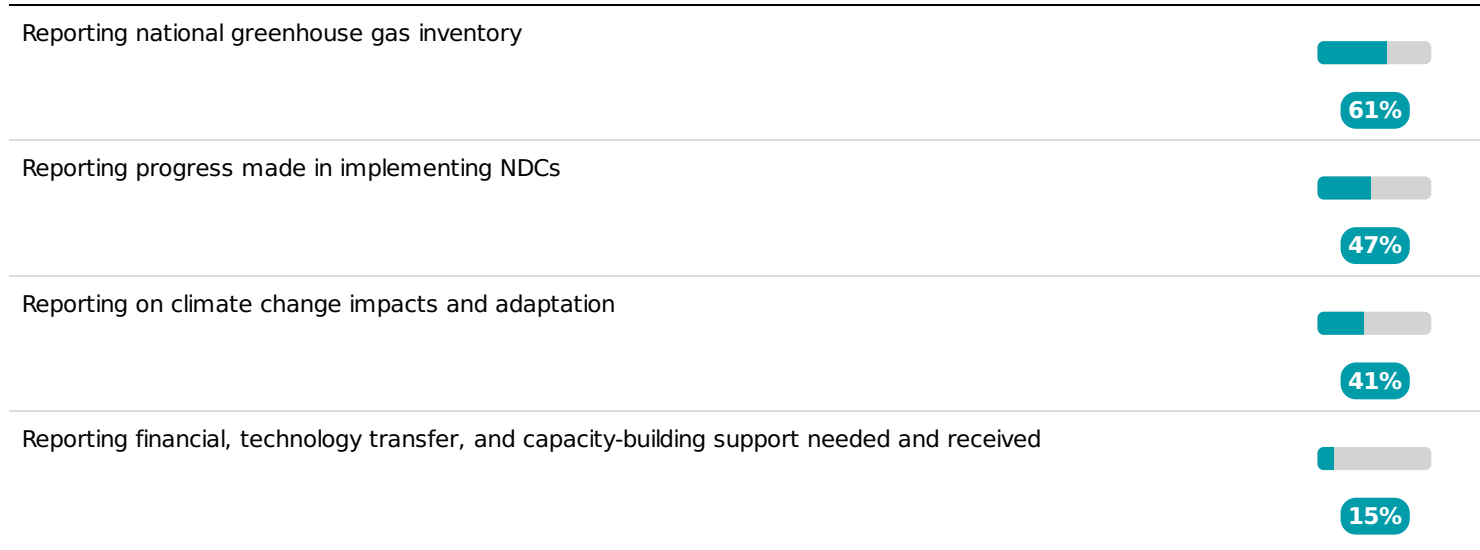 Reporting national greenhouse gas inventory
61%
Reporting progress made in implementing NDCs
47%
Reporting on climate change impacts and adaptation
41%
Reporting financial, technology transfer, and capacity-building support needed and received
15%